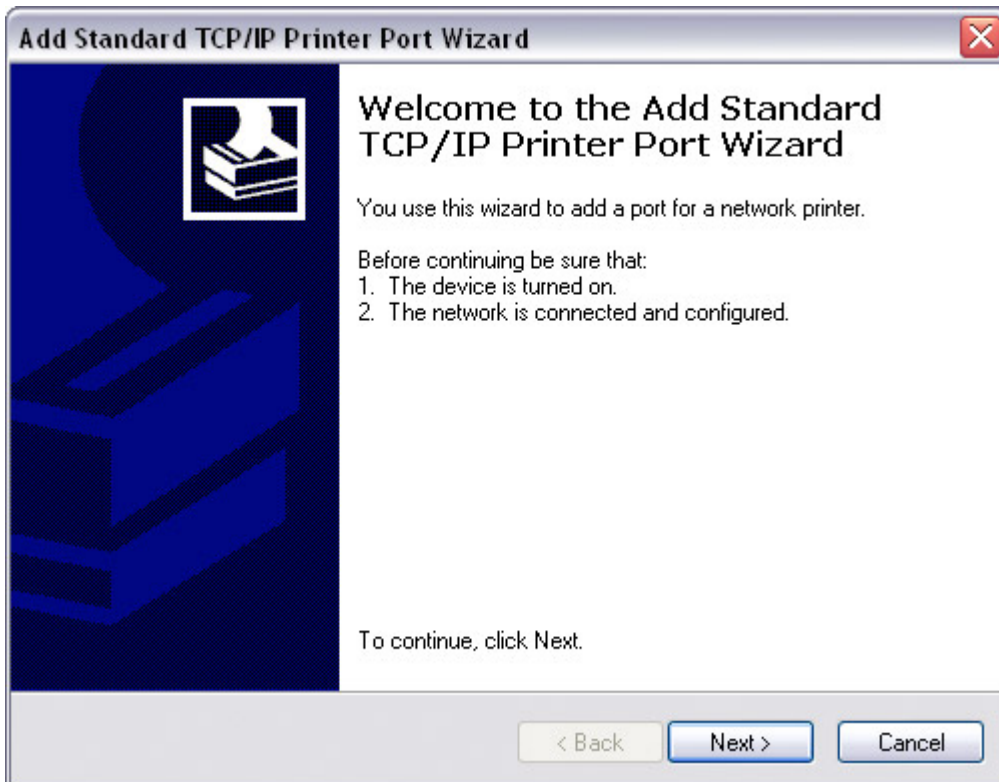 Add Standard TCP/IP Printer Port Wizard
Welcome to the Add Standard
TCP/IP Printer Port Wizard
You use this wizard to add a port for a network printer.
Before continuing be sure that:
1. The device is turned on.
2. The network is connected and configured.
To continue, click Next.
< Back
Next >
Cancel